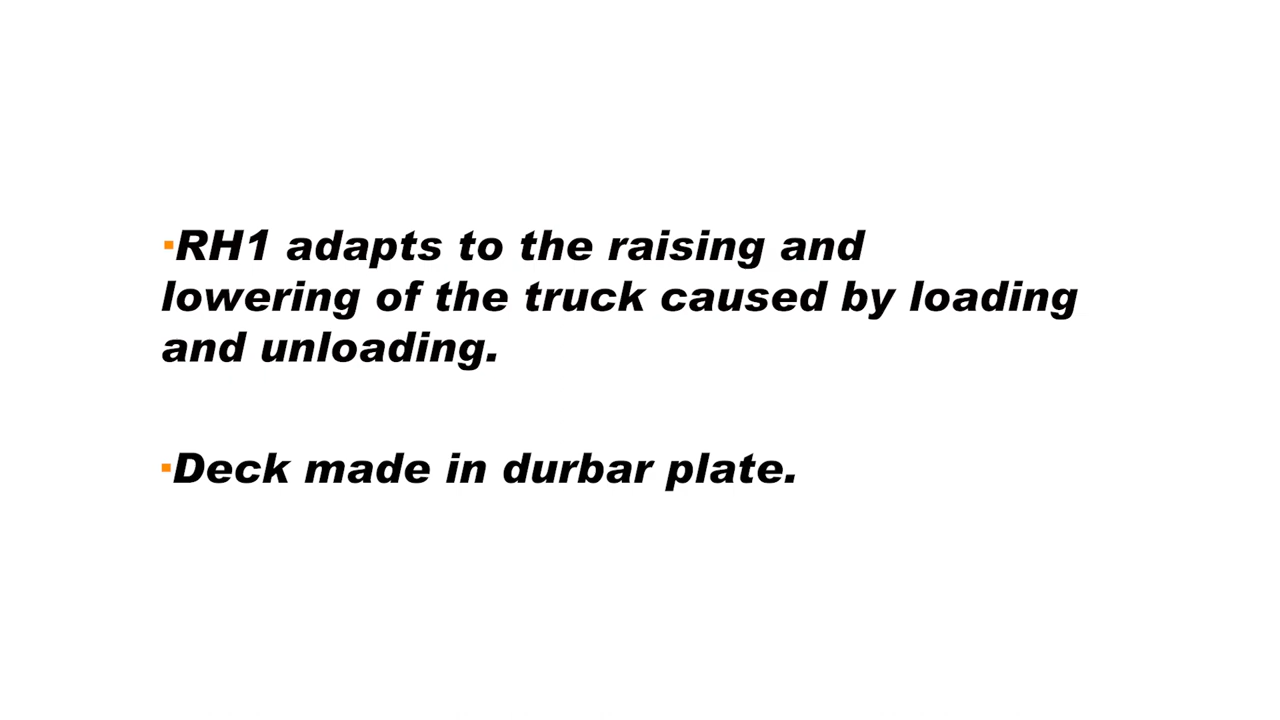 ▪RH1 adapts to the raising and
lowering of the truck caused by loading
and unloading.
▪Deck made in durbar plate.